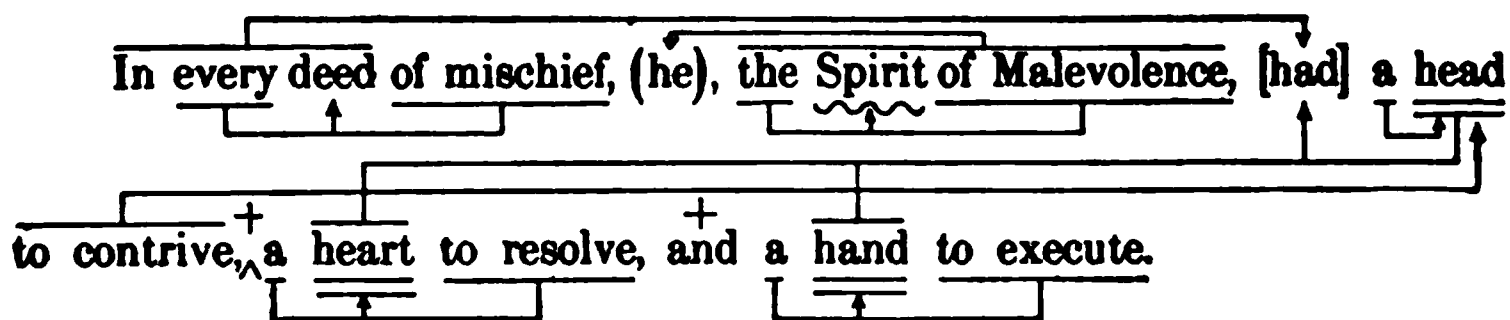 In every deed of mischief, (he), the Spirit of Malevolence, [had] a head
to contrive,‸ a heart to resolve, and a hand to execute.